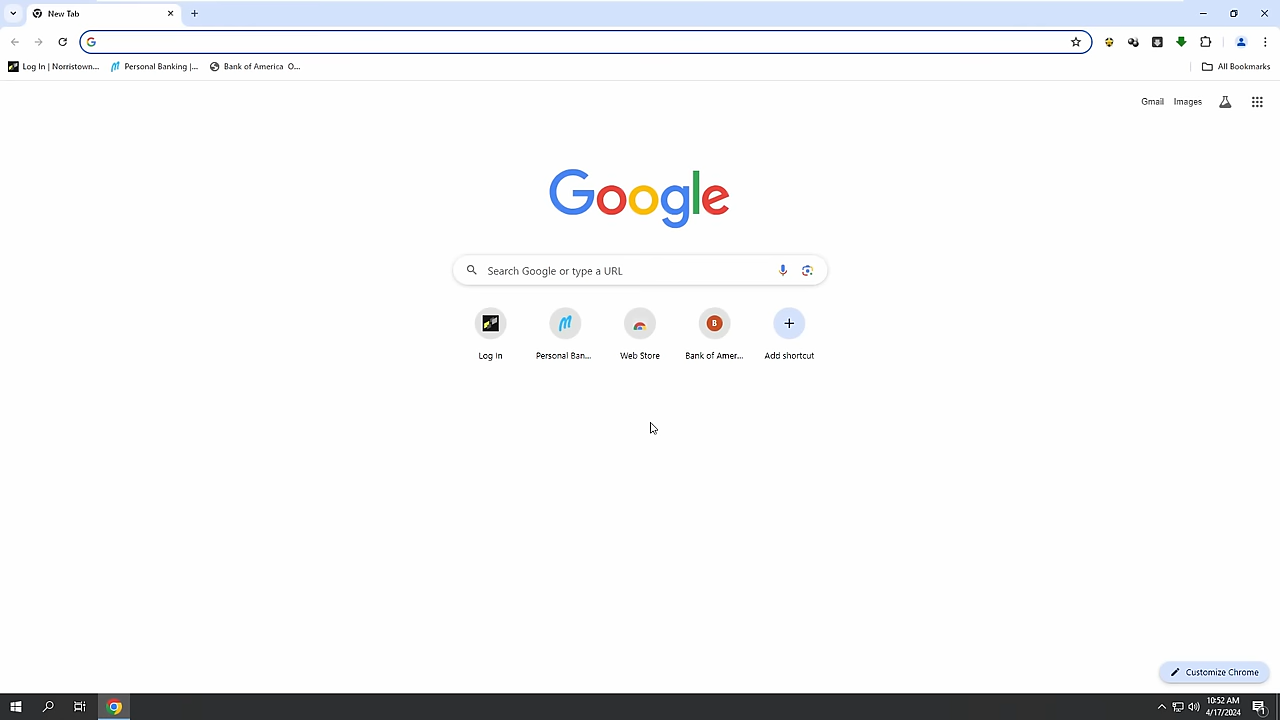 New Tab
Log In | Norristown...
Personal Banking |...
Bank of America O...
All Bookmarks
Gmail
Images
Google
Search Google or type a URL
B
Log In
Personal Ban...
Web Store
Bank of Amer...
Add shortcut
Customize Chrome
10:52 AM
4/17/2024